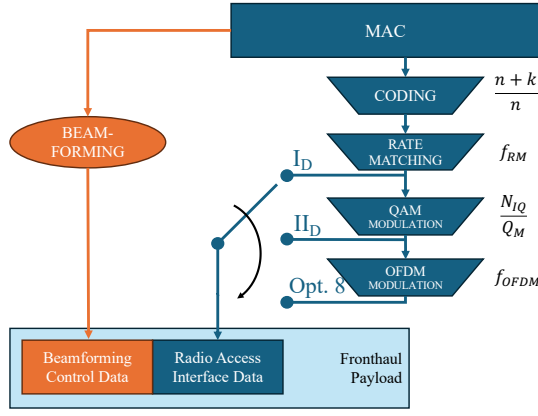 MAC
CODING
n + k
n
BEAM-
FORMING
RATE
MATCHING
f_RM
I_D
QAM
MODULATION
N_IQ
Q_M
II_D
OFDM
MODULATION
f_OFDM
Opt. 8
Beamforming
Control Data
Radio Access
Interface Data
Fronthaul
Payload